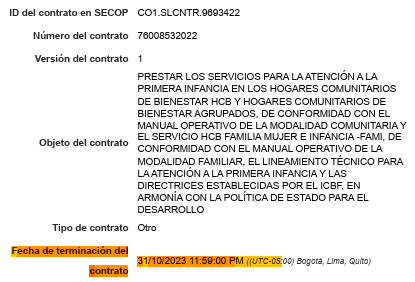 ID del contrato en SECOP CO1.SLCNTR.9693422
Número del contrato 76008532022
Versión del contrato 1
Objeto del contrato
PRESTAR LOS SERVICIOS PARA LA ATENCIÓN A LA
PRIMERA INFANCIA EN LOS HOGARES COMUNITARIOS
DE BIENESTAR HCB Y HOGARES COMUNITARIOS DE
BIENESTAR AGRUPADOS, DE CONFORMIDAD CON EL
MANUAL OPERATIVO DE LA MODALIDAD COMUNITARIA Y
EL SERVICIO HCB FAMILIA MUJER E INFANCIA -FAMI, DE
CONFORMIDAD CON EL MANUAL OPERATIVO DE LA
MODALIDAD FAMILIAR, EL LINEAMIENTO TÉCNICO PARA
LA ATENCIÓN A LA PRIMERA INFANCIA Y LAS
DIRECTRICES ESTABLECIDAS POR EL ICBF, EN
ARMONÍA CON LA POLÍTICA DE ESTADO PARA EL
DESARROLLO
Tipo de contrato Otro
Fecha de terminación del
contrato
31/10/2023 11:59:00 PM ((UTC-05:00) Bogotá, Lima, Quito)